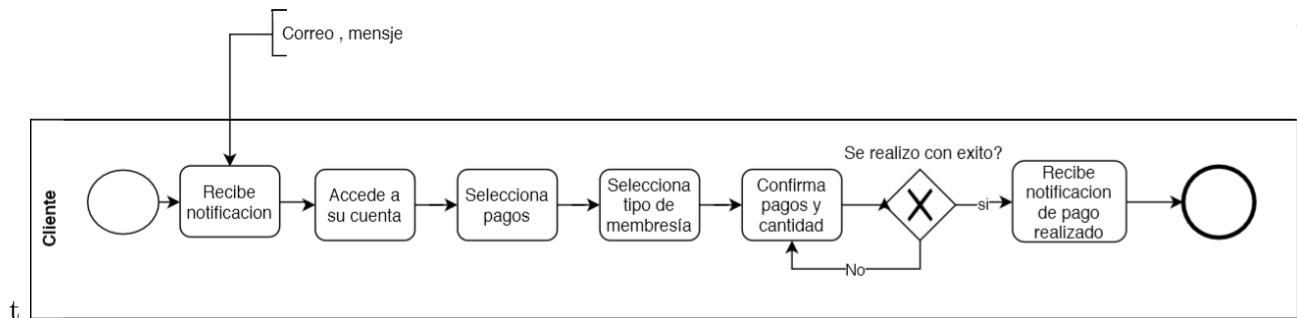 Correo , mensje
Cliente
Recibe
notificacion
Accede a
su cuenta
Selecciona
pagos
Selecciona
tipo de
membresía
Confirma
pagos y
cantidad
Se realizo con exito?
No
si
Recibe
notificacion
de pago
realizado
t